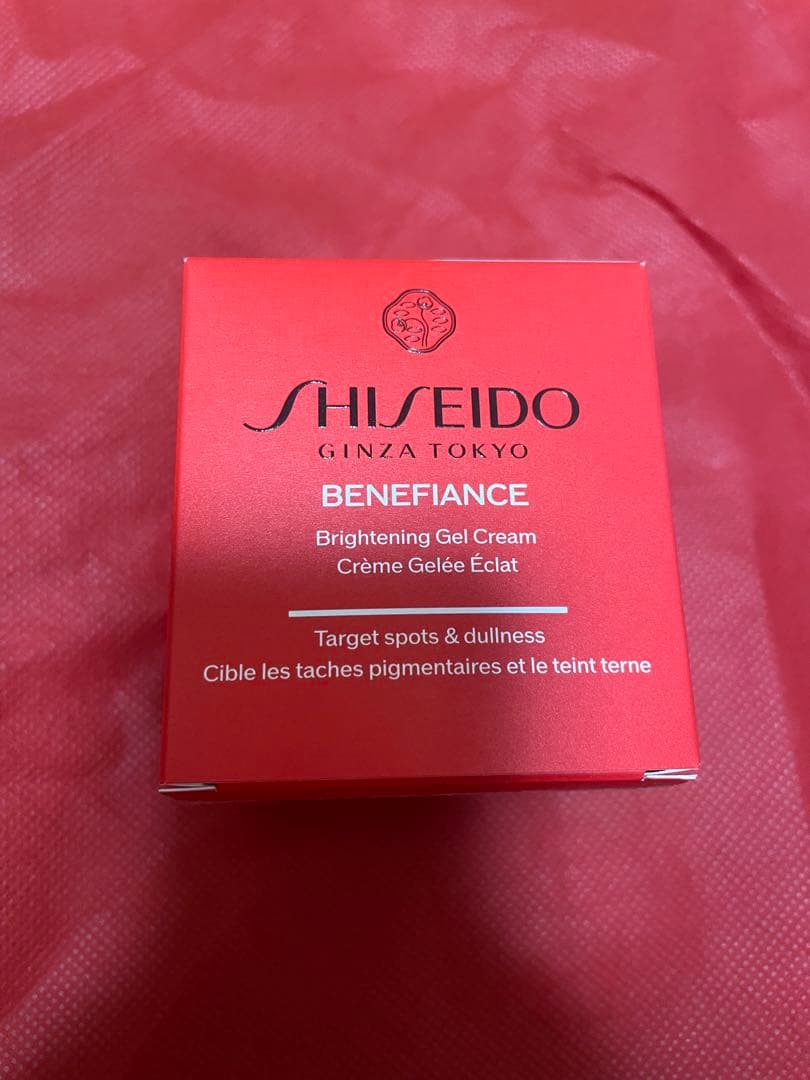 SHISEIDO
GINZA TOKYO
BENEFIANCE
Brightening Gel Cream
Crème Gelée Éclat
Target spots & dullness
Cible les taches pigmentaires et le teint terne